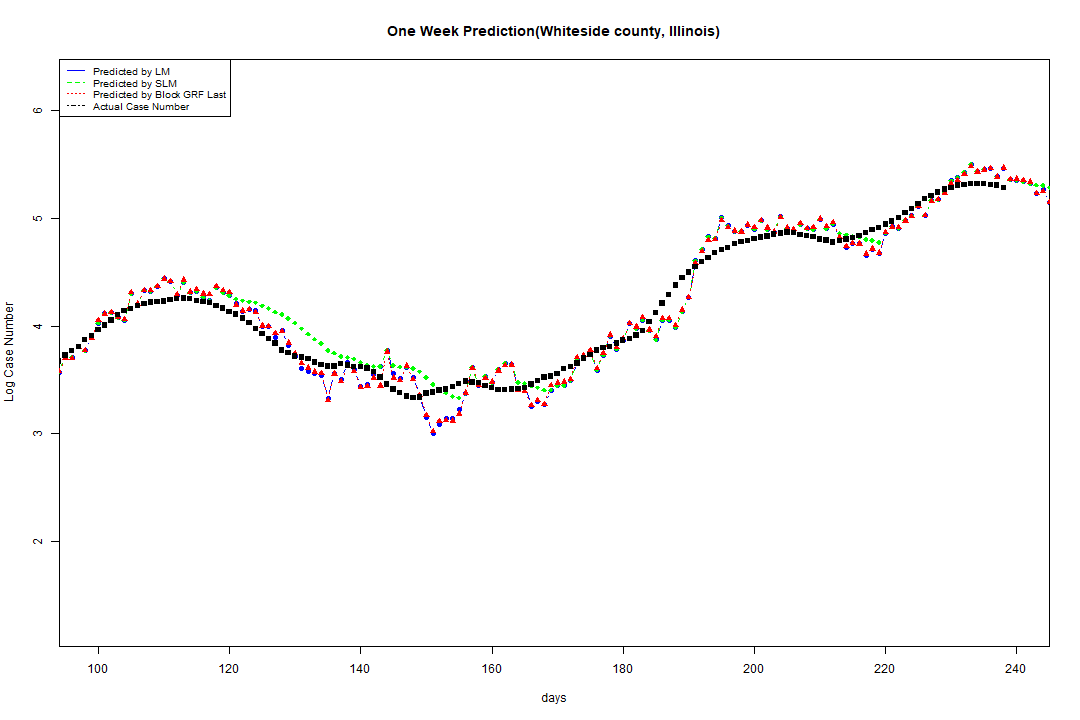 One Week Prediction(Whiteside county, Illinois)
Predicted by LM
Predicted by SLM
Predicted by Block GRF Last
Actual Case Number
6
5
4
3
2
Log Case Number
100 120 140 160 180 200 220 240
days